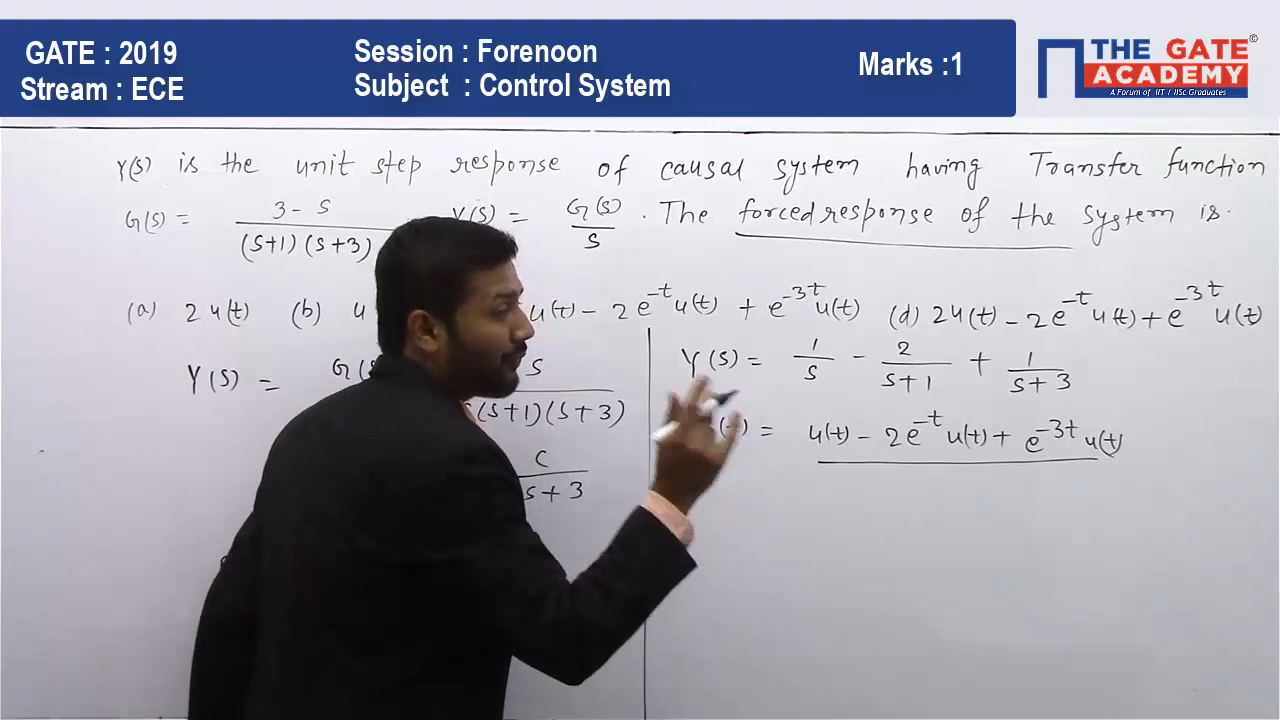 GATE : 2019
Stream : ECE
Session : Forenoon
Subject : Control System
Marks :1
THE GATE ©
ACADEMY
A Forum of IIT / IISc Graduates
Y(S) is the unit step response of causal system having Transfer function
G(S) = 3 - S / (S+1) (S+3) Y(S) = G(S) / S . The forced response of the system is.
(a) 2 u(t) (b) u u(t) - 2 e^-t u(t) + e^-3t u(t) (d) 2u(t) - 2e^-t u(t) + e^-3t u(t)
Y(S) = G(S S / S(S+1)(S+3)
C / S+3
Y(S) = 1 / S - 2 / S+1 + 1 / S+3
(t) = u(t) - 2e^-t u(t) + e^-3t u(t)